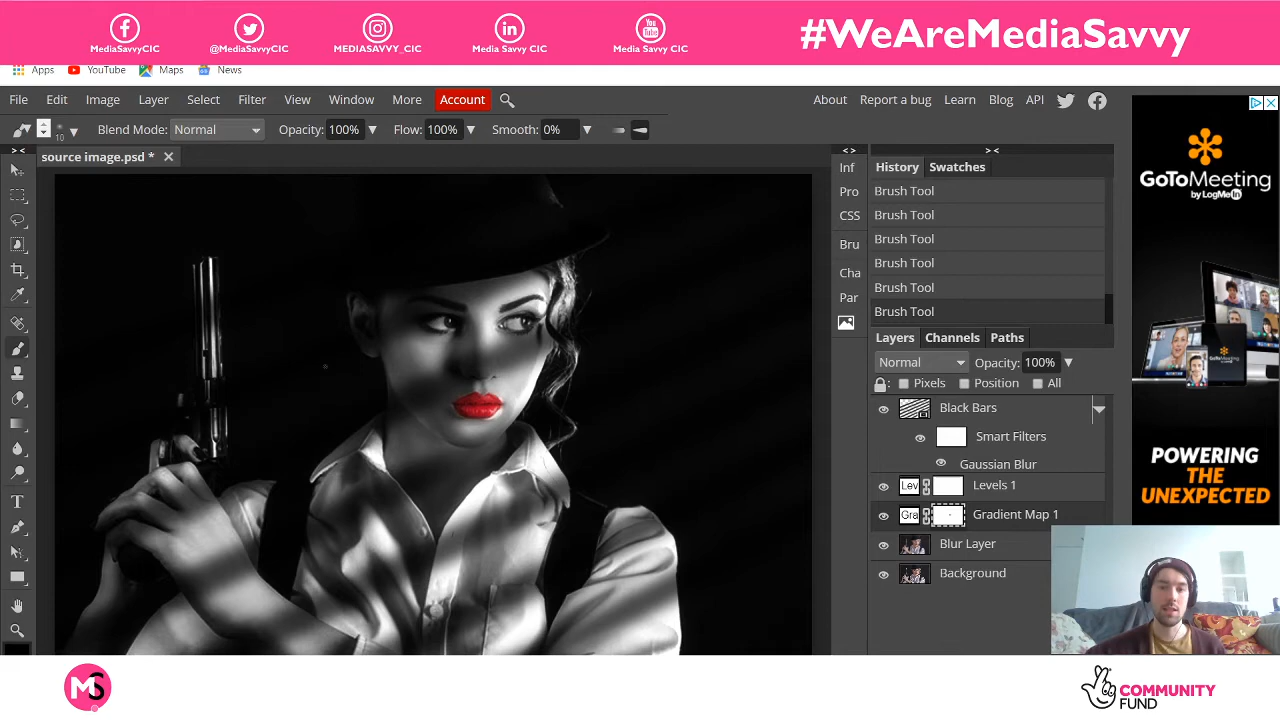 MediaSavvyCIC
@MediaSavvyCIC
MEDIASAVVY_CIC
Media Savvy CIC
You Tube
Media Savvy CIC
#WeAreMediaSavvy
Apps YouTube Maps News
File Edit Image Layer Select Filter View Window More Account
About Report a bug Learn Blog API
10 Blend Mode: Normal Opacity: 100% Flow: 100% Smooth: 0%
source image.psd *
> <
< >
> <
Inf
Pro
CSS
Bru
Cha
Par
History Swatches
Brush Tool
Brush Tool
Brush Tool
Brush Tool
Brush Tool
Brush Tool
Layers Channels Paths
Normal Opacity: 100%
Pixels Position All
Black Bars
Smart Filters
Gaussian Blur
Lev Levels 1
Gra Gradient Map 1
Blur Layer
Background
GoToMeeting
by LogMeIn
POWERING
THE
UNEXPECTED
MS
COMMUNITY
FUND